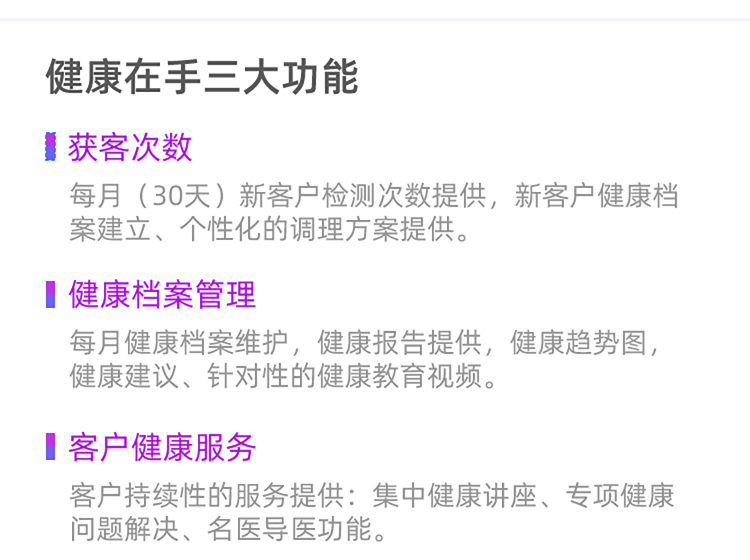 健康在手三大功能
获客次数
每月（30天）新客户检测次数提供，新客户健康档
案建立、个性化的调理方案提供。
健康档案管理
每月健康档案维护，健康报告提供，健康趋势图，
健康建议、针对性的健康教育视频。
客户健康服务
客户持续性的服务提供：集中健康讲座、专项健康
问题解决、名医导医功能。